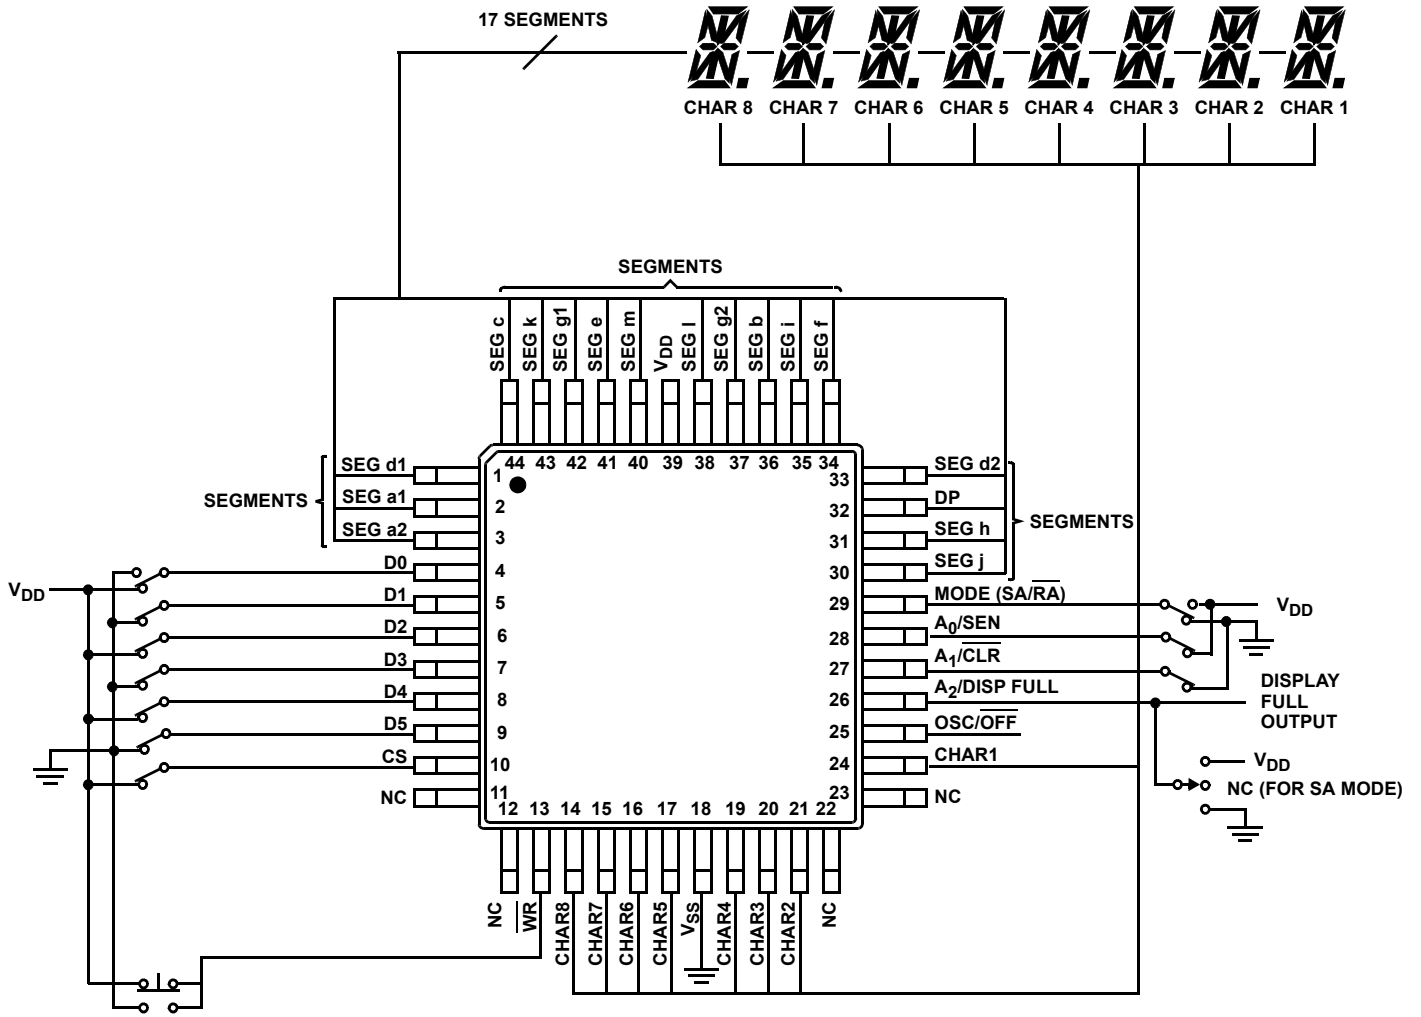 17 SEGMENTS
CHAR 8 CHAR 7 CHAR 6 CHAR 5 CHAR 4 CHAR 3 CHAR 2 CHAR 1
SEGMENTS
SEG c
SEG k
SEG g1
SEG e
SEG m
VDD
SEG l
SEG g2
SEG b
SEG i
SEG f
44 43 42 41 40 39 38 37 36 35 34
SEGMENTS
SEG d1 1
SEG a1 2
SEG a2 3
VDD
D0 4
D1 5
D2 6
D3 7
D4 8
D5 9
CS 10
NC 11
33 SEG d2
32 DP
31 SEG h
30 SEG j
SEGMENTS
29 MODE (SA/R̅A̅)
VDD
28 A0/SEN
27 A1/C̅L̅R̅
26 A2/DISP FULL
DISPLAY
FULL
OUTPUT
25 OSC/O̅F̅F̅
24 CHAR1
23 NC
VDD
NC (FOR SA MODE)
12 13 14 15 16 17 18 19 20 21 22
NC
W̅R̅
CHAR8
CHAR7
CHAR6
CHAR5
VSS
CHAR4
CHAR3
CHAR2
NC